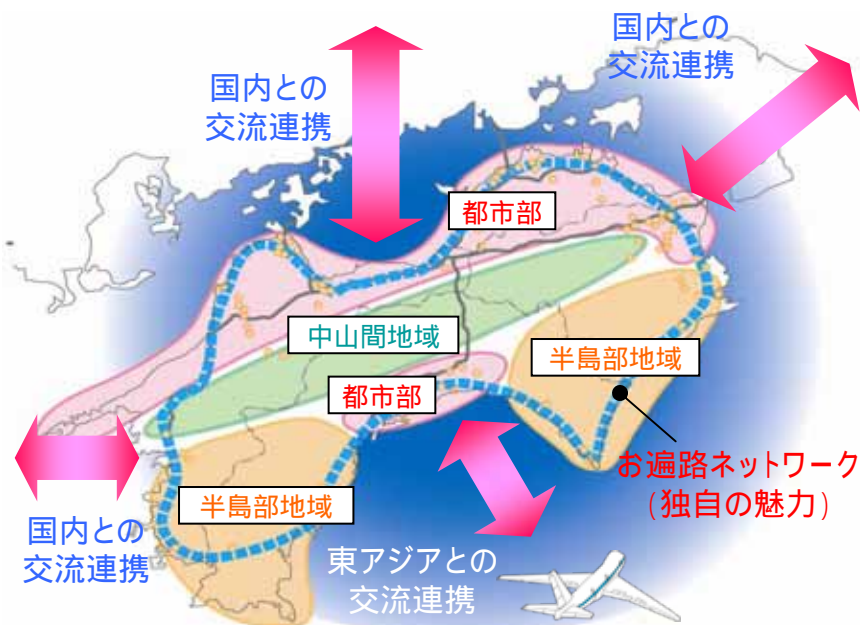 国内との
交流連携
国内との
交流連携
都市部
中山間地域
半島部地域
都市部
お遍路ネットワーク
(独自の魅力)
半島部地域
国内との
交流連携
東アジアとの
交流連携